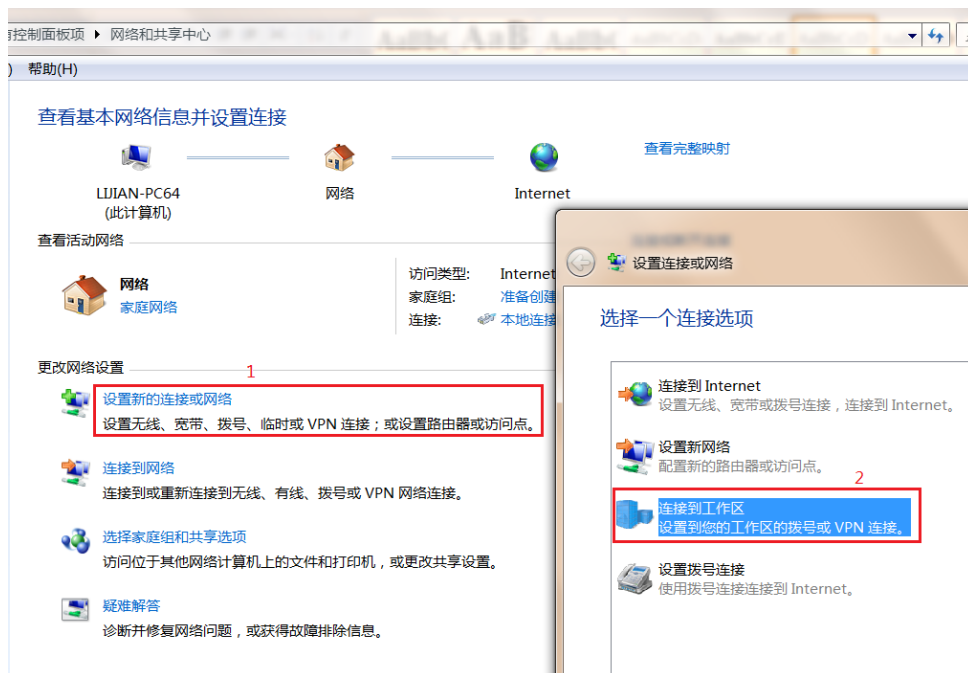 有控制面板项 ▶ 网络和共享中心
) 帮助(H)
查看基本网络信息并设置连接
查看完整映射
LIJIAN-PC64
(此计算机)
网络
Internet
查看活动网络
网络
家庭网络
访问类型: Internet
家庭组: 准备创建
连接: 本地连接
更改网络设置
1
设置新的连接或网络
设置无线、宽带、拨号、临时或 VPN 连接；或设置路由器或访问点。
连接到网络
连接到或重新连接到无线、有线、拨号或 VPN 网络连接。
选择家庭组和共享选项
访问位于其他网络计算机上的文件和打印机，或更改共享设置。
疑难解答
诊断并修复网络问题，或获得故障排除信息。
设置连接或网络
选择一个连接选项
连接到 Internet
设置无线、宽带或拨号连接，连接到 Internet。
设置新网络
配置新的路由器或访问点。
2
连接到工作区
设置到您的工作区的拨号或 VPN 连接。
设置拨号连接
使用拨号连接连接到 Internet。